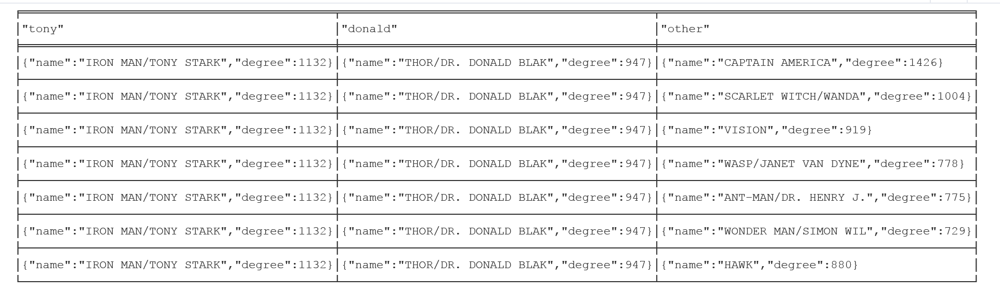 "tony" "donald" "other"
{"name":"IRON MAN/TONY STARK","degree":1132} {"name":"THOR/DR. DONALD BLAK","degree":947} {"name":"CAPTAIN AMERICA","degree":1426}
{"name":"IRON MAN/TONY STARK","degree":1132} {"name":"THOR/DR. DONALD BLAK","degree":947} {"name":"SCARLET WITCH/WANDA","degree":1004}
{"name":"IRON MAN/TONY STARK","degree":1132} {"name":"THOR/DR. DONALD BLAK","degree":947} {"name":"VISION","degree":919}
{"name":"IRON MAN/TONY STARK","degree":1132} {"name":"THOR/DR. DONALD BLAK","degree":947} {"name":"WASP/JANET VAN DYNE","degree":778}
{"name":"IRON MAN/TONY STARK","degree":1132} {"name":"THOR/DR. DONALD BLAK","degree":947} {"name":"ANT-MAN/DR. HENRY J.","degree":775}
{"name":"IRON MAN/TONY STARK","degree":1132} {"name":"THOR/DR. DONALD BLAK","degree":947} {"name":"WONDER MAN/SIMON WIL","degree":729}
{"name":"IRON MAN/TONY STARK","degree":1132} {"name":"THOR/DR. DONALD BLAK","degree":947} {"name":"HAWK","degree":880}